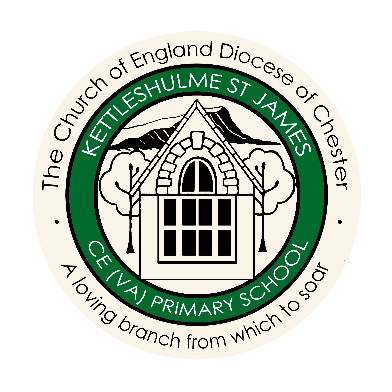 The Church of England Diocese of Chester
KETTLESHULME ST JAMES
CE (VA) PRIMARY SCHOOL
A loving branch from which to soar